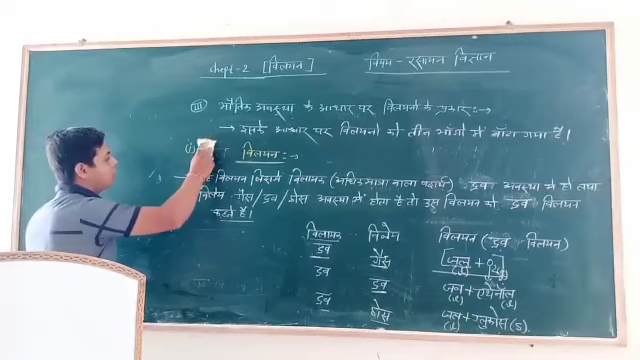 chept-2 [विलयन] विषय - रसायन विज्ञान
III भौतिक अवस्था के आधार पर विलयनों के प्रकार :→
→ इसके आधार पर विलयनों को तीन भागों में बाँटा गया है।
(i) विलयन :→
विलयन जिसमें विलायक (अधिक मात्रा वाला पदार्थ) द्रव अवस्था में हो तथा
विलेय गैस/द्रव/ठोस अवस्था में होता है तो उस विलयन को द्रव विलयन
कहते हैं।
विलायक विलेय विलयन (द्रव विलयन)
द्रव गैस [जल(l) + O₂(g)]
द्रव द्रव जल(l) + एथेनॉल(l)
द्रव ठोस जल(l) + ग्लूकोस(s)